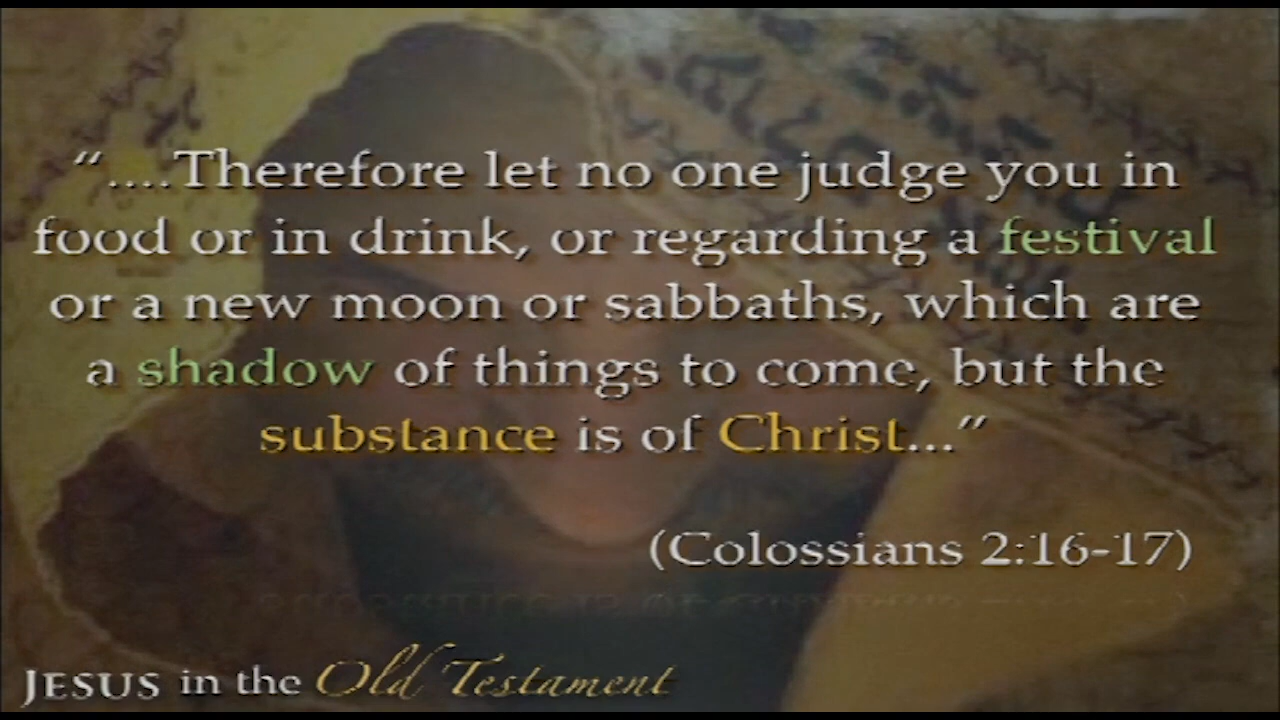 “....Therefore let no one judge you in
food or in drink, or regarding a festival
or a new moon or sabbaths, which are
a shadow of things to come, but the
substance is of Christ...”
(Colossians 2:16-17)
JESUS in the Old Testament